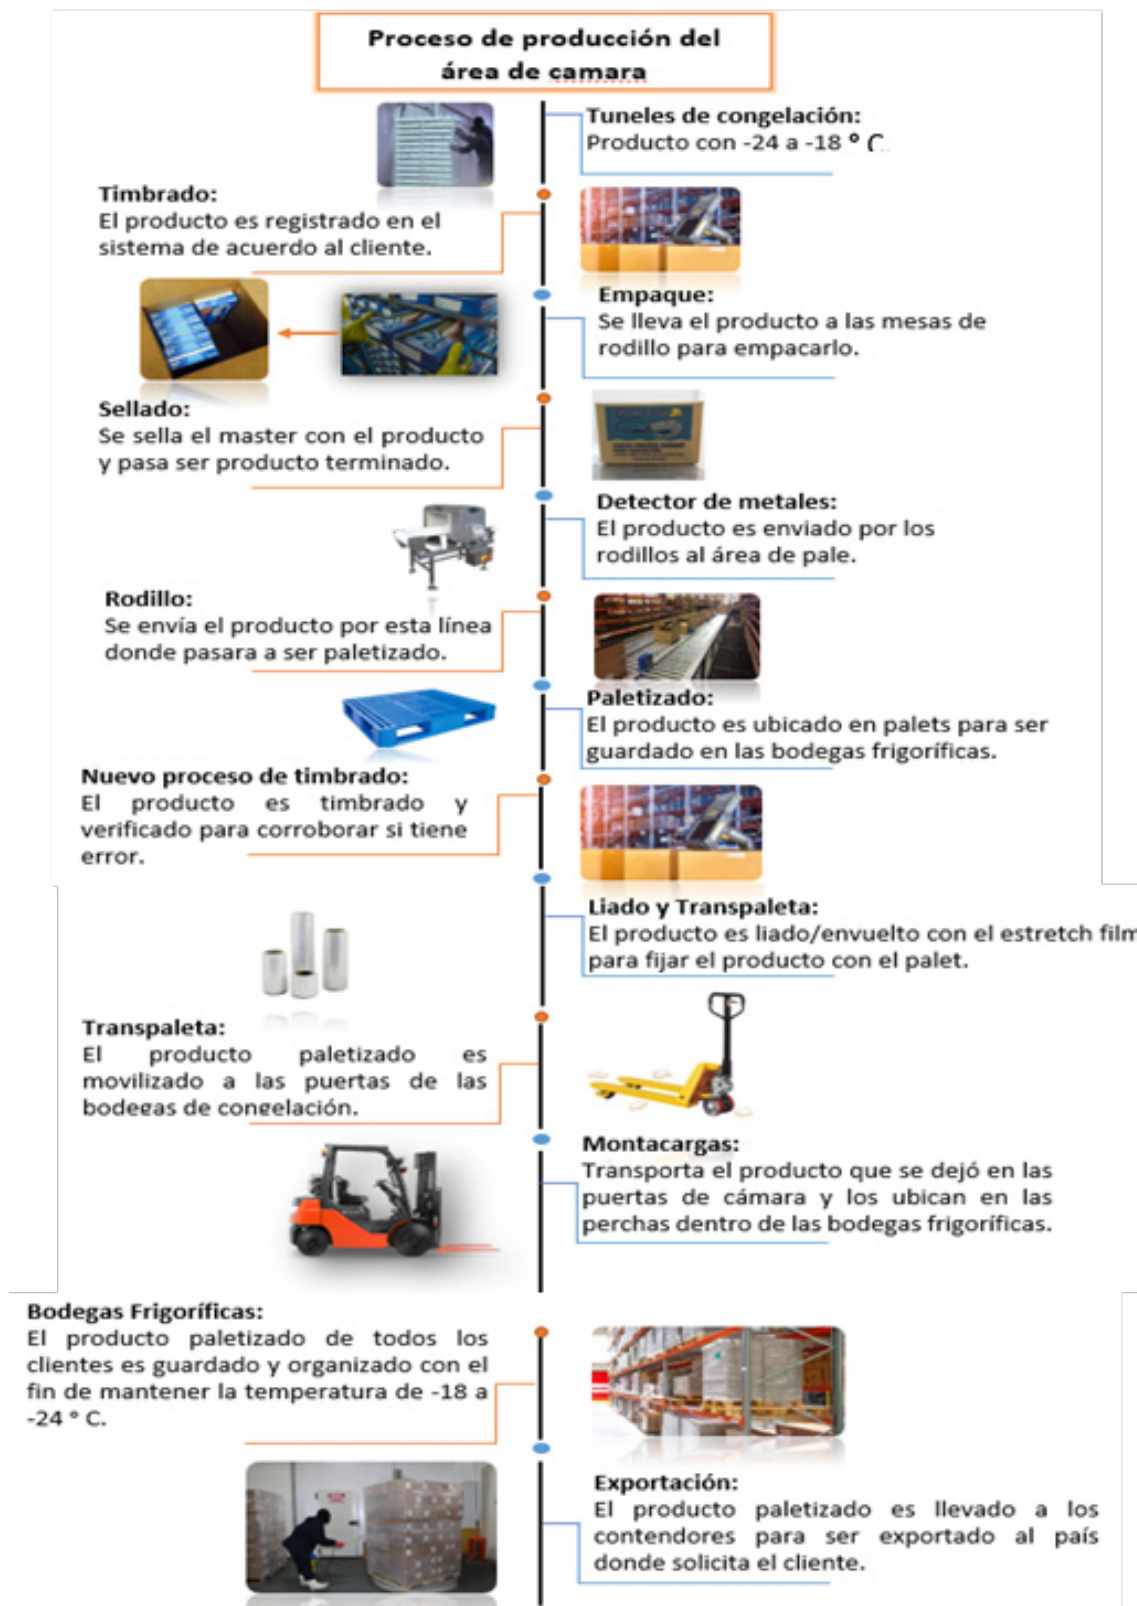 Proceso de producción del
área de camara
Tuneles de congelación:
Producto con -24 a -18 ° C.
Timbrado:
El producto es registrado en el
sistema de acuerdo al cliente.
Empaque:
Se lleva el producto a las mesas de
rodillo para empacarlo.
Sellado:
Se sella el master con el producto
y pasa ser producto terminado.
Detector de metales:
El producto es enviado por los
rodillos al área de pale.
Rodillo:
Se envía el producto por esta línea
donde pasara a ser paletizado.
Paletizado:
El producto es ubicado en palets para ser
guardado en las bodegas frigoríficas.
Nuevo proceso de timbrado:
El producto es timbrado y
verificado para corroborar si tiene
error.
Liado y Transpaleta:
El producto es liado/envuelto con el estretch film
para fijar el producto con el palet.
Transpaleta:
El producto paletizado es
movilizado a las puertas de las
bodegas de congelación.
Montacargas:
Transporta el producto que se dejó en las
puertas de cámara y los ubican en las
perchas dentro de las bodegas frigoríficas.
Bodegas Frigoríficas:
El producto paletizado de todos los
clientes es guardado y organizado con el
fin de mantener la temperatura de -18 a
-24 ° C.
Exportación:
El producto paletizado es llevado a los
contendores para ser exportado al país
donde solicita el cliente.